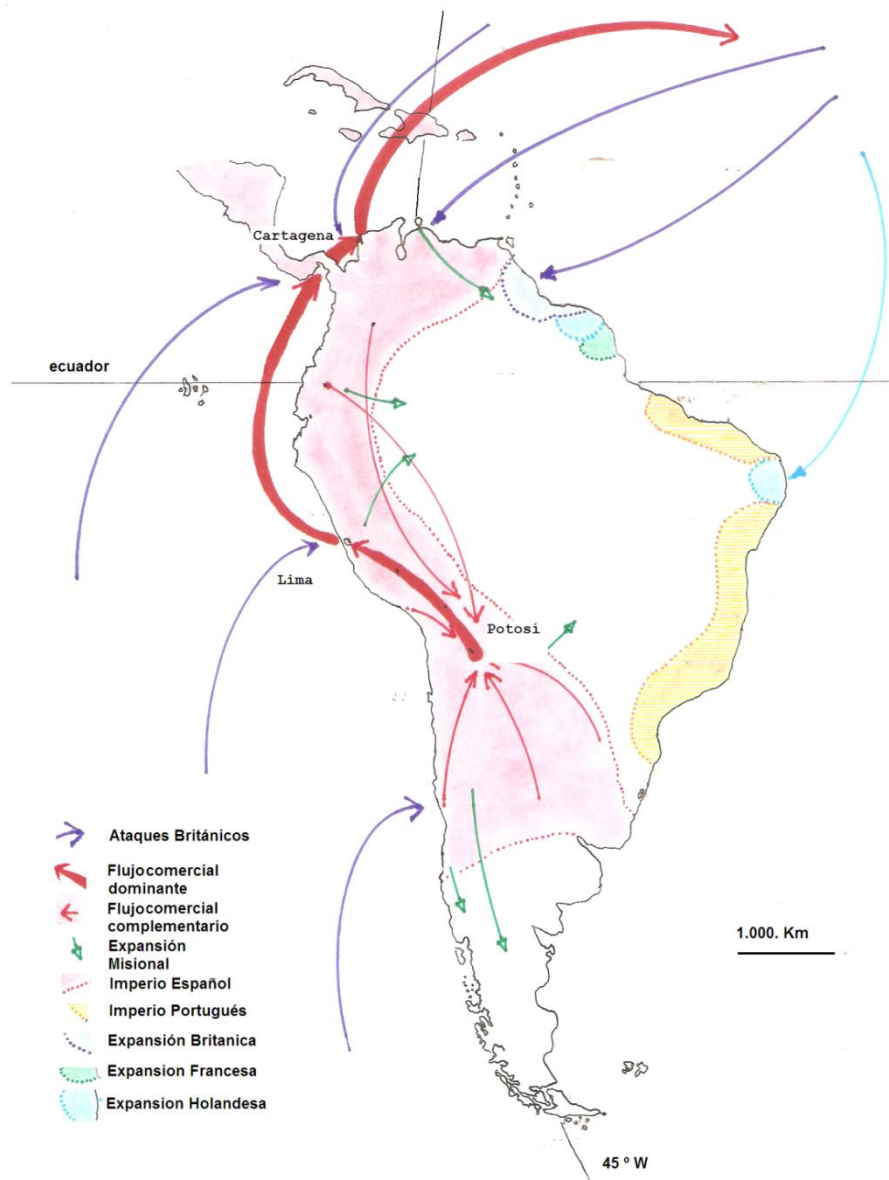 Cartagena
ecuador
Lima
Potosí
Ataques Británicos
Flujocomercial
dominante
Flujocomercial
complementario
Expansión
Misional
Imperio Español
Imperio Portugués
Expansión Britanica
Expansion Francesa
Expansion Holandesa
1.000. Km
45 º W